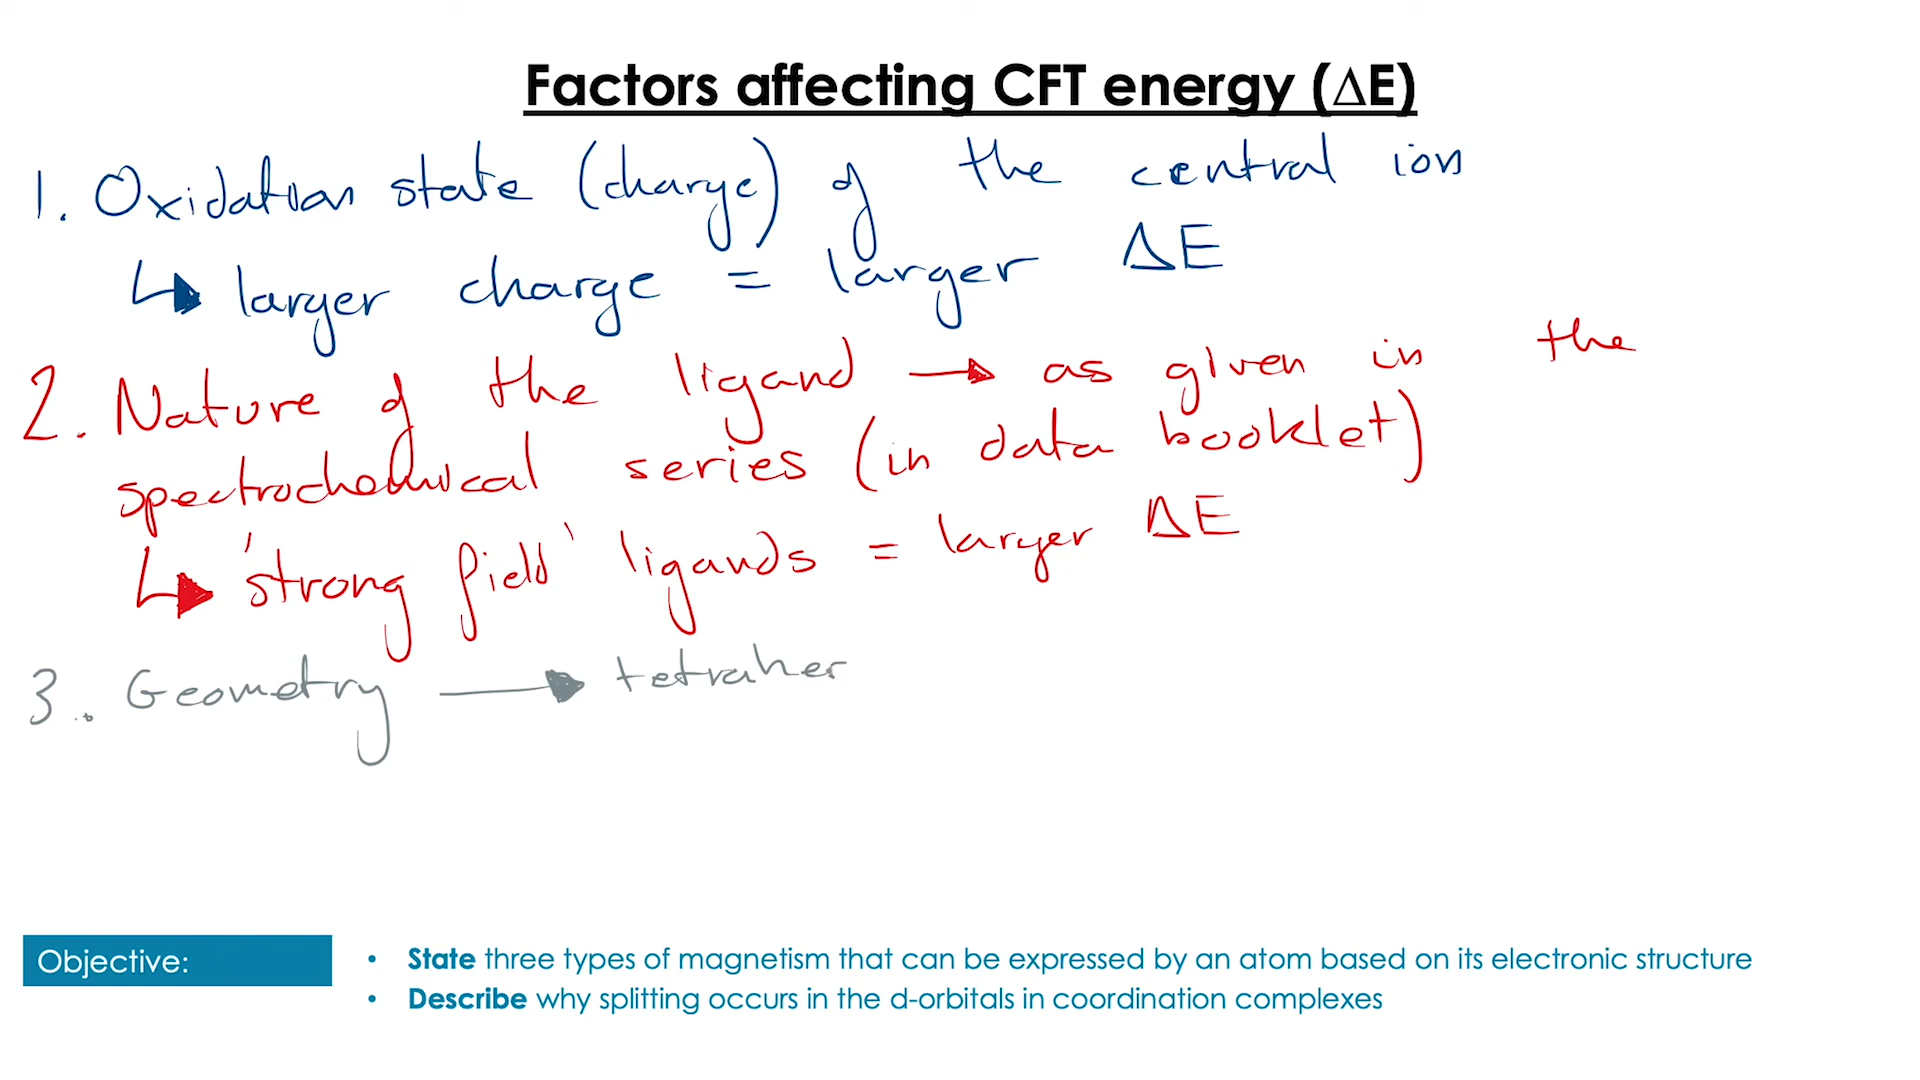 Factors affecting CFT energy (∆E)
1. Oxidation state (charge) of the central ion
↳ larger charge = larger ∆E
2. Nature of the ligand → as given in the
spectrochemical series (in data booklet)
↳ 'strong field' ligands = larger ∆E
3. Geometry → tetraher
Objective:
• State three types of magnetism that can be expressed by an atom based on its electronic structure
• Describe why splitting occurs in the d-orbitals in coordination complexes